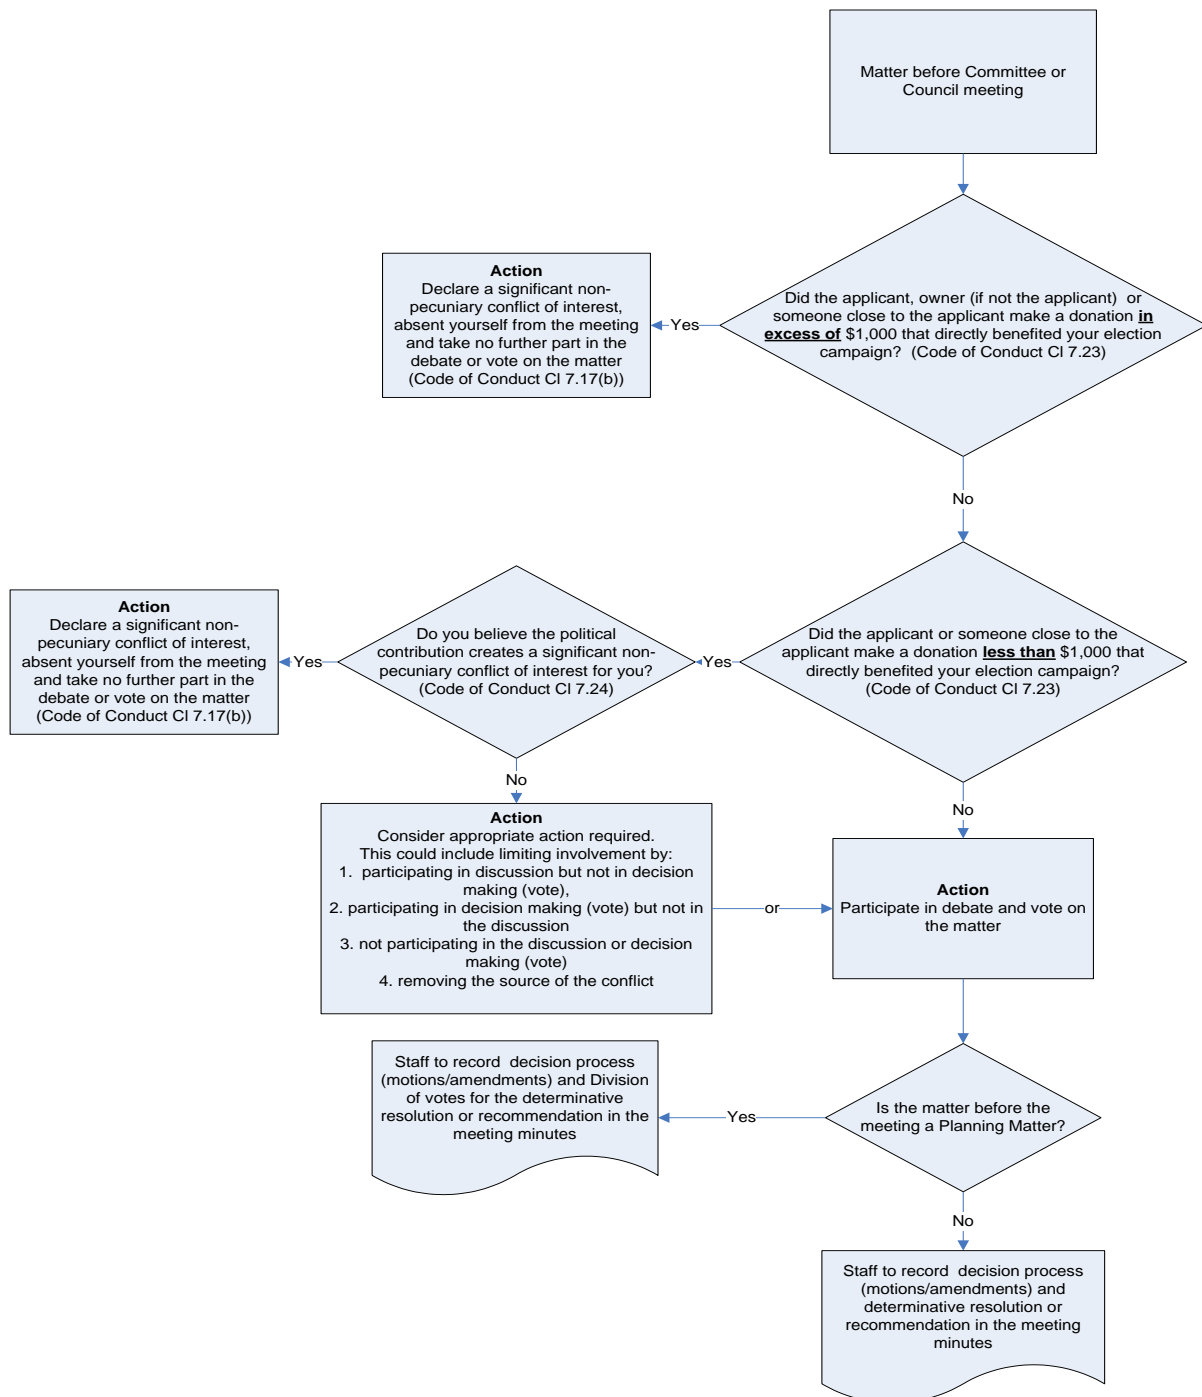 Matter before Committee or
Council meeting
Action
Declare a significant non-
pecuniary conflict of interest,
absent yourself from the meeting
and take no further part in the
debate or vote on the matter
(Code of Conduct Cl 7.17(b))
Yes
Did the applicant, owner (if not the applicant) or
someone close to the applicant make a donation in
excess of $1,000 that directly benefited your election
campaign? (Code of Conduct Cl 7.23)
No
Action
Declare a significant non-
pecuniary conflict of interest,
absent yourself from the meeting
and take no further part in the
debate or vote on the matter
(Code of Conduct Cl 7.17(b))
Yes
Do you believe the political
contribution creates a significant non-
pecuniary conflict of interest for you?
(Code of Conduct Cl 7.24)
Yes
Did the applicant or someone close to the
applicant make a donation less than $1,000 that
directly benefited your election campaign?
(Code of Conduct Cl 7.23)
No
No
Action
Consider appropriate action required.
This could include limiting involvement by:
1. participating in discussion but not in decision
making (vote),
2. participating in decision making (vote) but not in
the discussion
3. not participating in the discussion or decision
making (vote)
4. removing the source of the conflict
or
Action
Participate in debate and vote on
the matter
Staff to record decision process
(motions/amendments) and Division
of votes for the determinative
resolution or recommendation in the
meeting minutes
Yes
Is the matter before the
meeting a Planning Matter?
No
Staff to record decision process
(motions/amendments) and
determinative resolution or
recommendation in the meeting
minutes